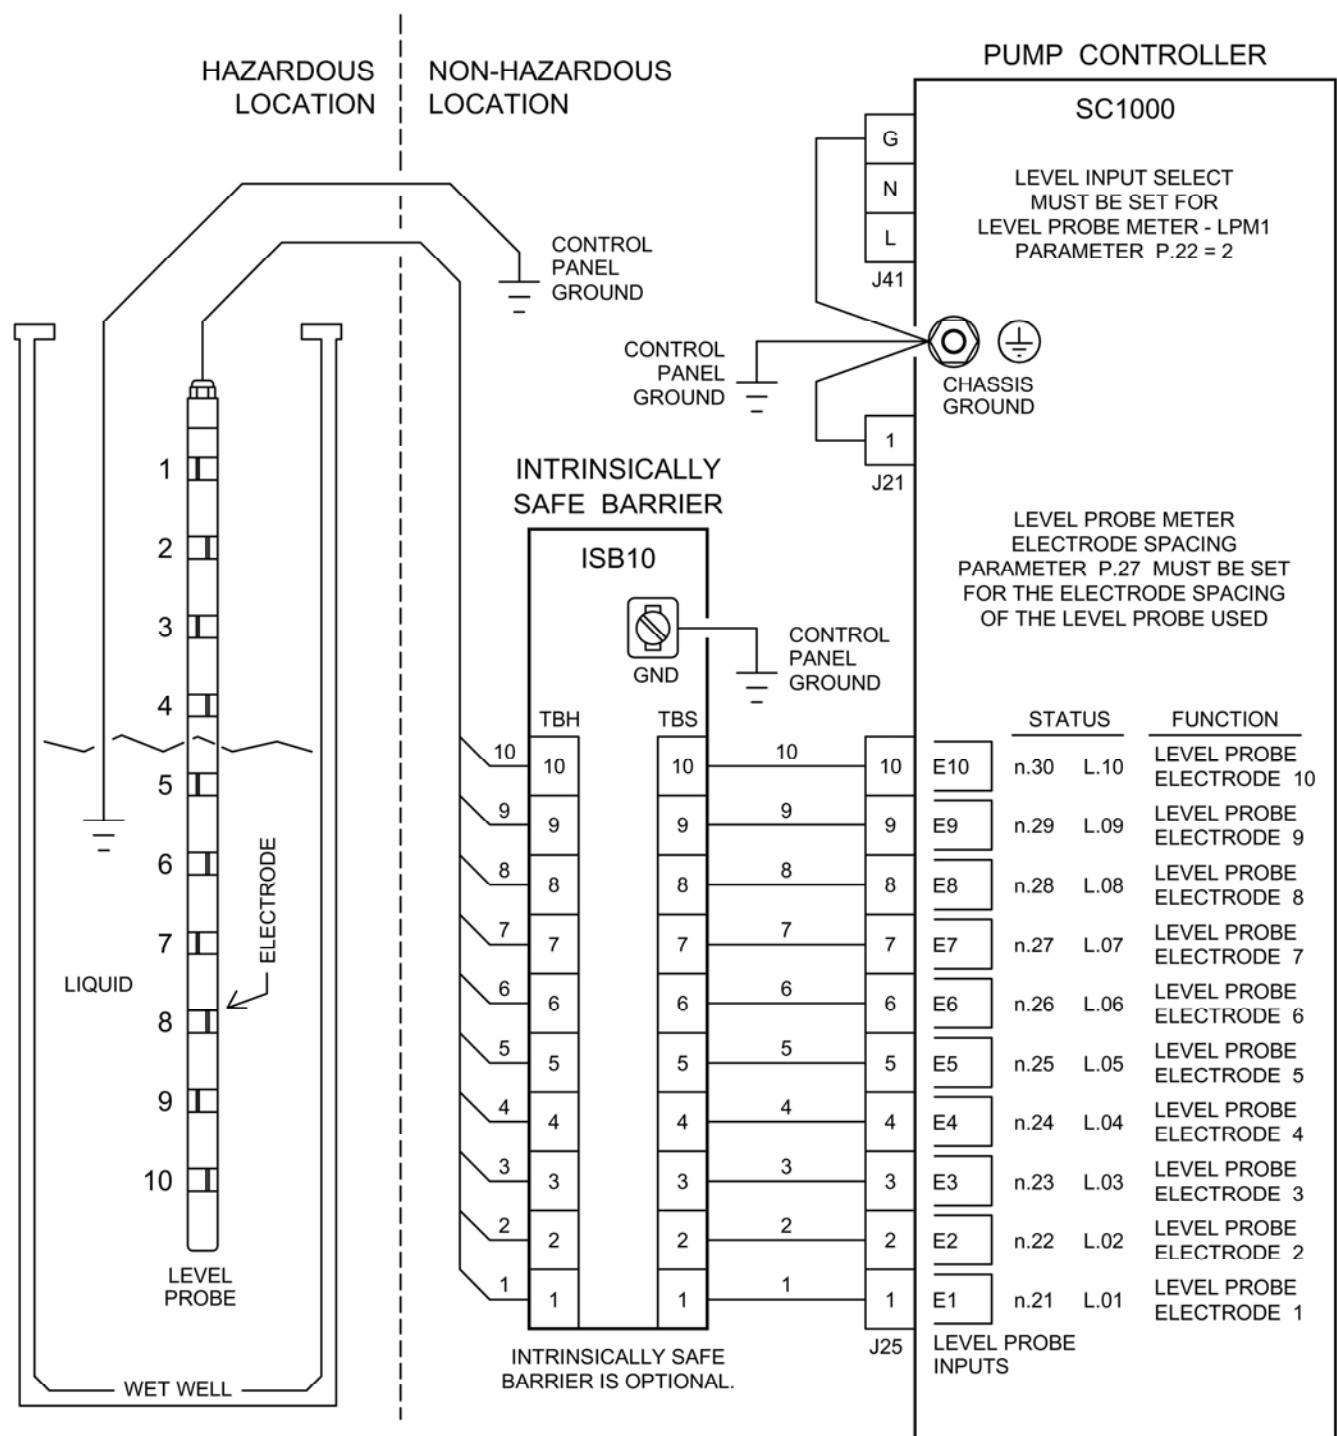 HAZARDOUS
LOCATION
NON-HAZARDOUS
LOCATION
PUMP CONTROLLER
SC1000
LEVEL INPUT SELECT
MUST BE SET FOR
LEVEL PROBE METER - LPM1
PARAMETER P.22 = 2
G
N
L
J41
CONTROL
PANEL
GROUND
CONTROL
PANEL
GROUND
CHASSIS
GROUND
1
J21
LEVEL PROBE METER
ELECTRODE SPACING
PARAMETER P.27 MUST BE SET
FOR THE ELECTRODE SPACING
OF THE LEVEL PROBE USED
1
2
3
4
5
6
7
8
9
10
ELECTRODE
LIQUID
LEVEL
PROBE
WET WELL
INTRINSICALLY
SAFE BARRIER
ISB10
GND
CONTROL
PANEL
GROUND
TBH
TBS
STATUS
FUNCTION
10 10 10 10 10 E10 n.30 L.10 LEVEL PROBE
ELECTRODE 10
9 9 9 9 9 E9 n.29 L.09 LEVEL PROBE
ELECTRODE 9
8 8 8 8 8 E8 n.28 L.08 LEVEL PROBE
ELECTRODE 8
7 7 7 7 7 E7 n.27 L.07 LEVEL PROBE
ELECTRODE 7
6 6 6 6 6 E6 n.26 L.06 LEVEL PROBE
ELECTRODE 6
5 5 5 5 5 E5 n.25 L.05 LEVEL PROBE
ELECTRODE 5
4 4 4 4 4 E4 n.24 L.04 LEVEL PROBE
ELECTRODE 4
3 3 3 3 3 E3 n.23 L.03 LEVEL PROBE
ELECTRODE 3
2 2 2 2 2 E2 n.22 L.02 LEVEL PROBE
ELECTRODE 2
1 1 1 1 1 E1 n.21 L.01 LEVEL PROBE
ELECTRODE 1
J25
LEVEL PROBE
INPUTS
INTRINSICALLY SAFE
BARRIER IS OPTIONAL.